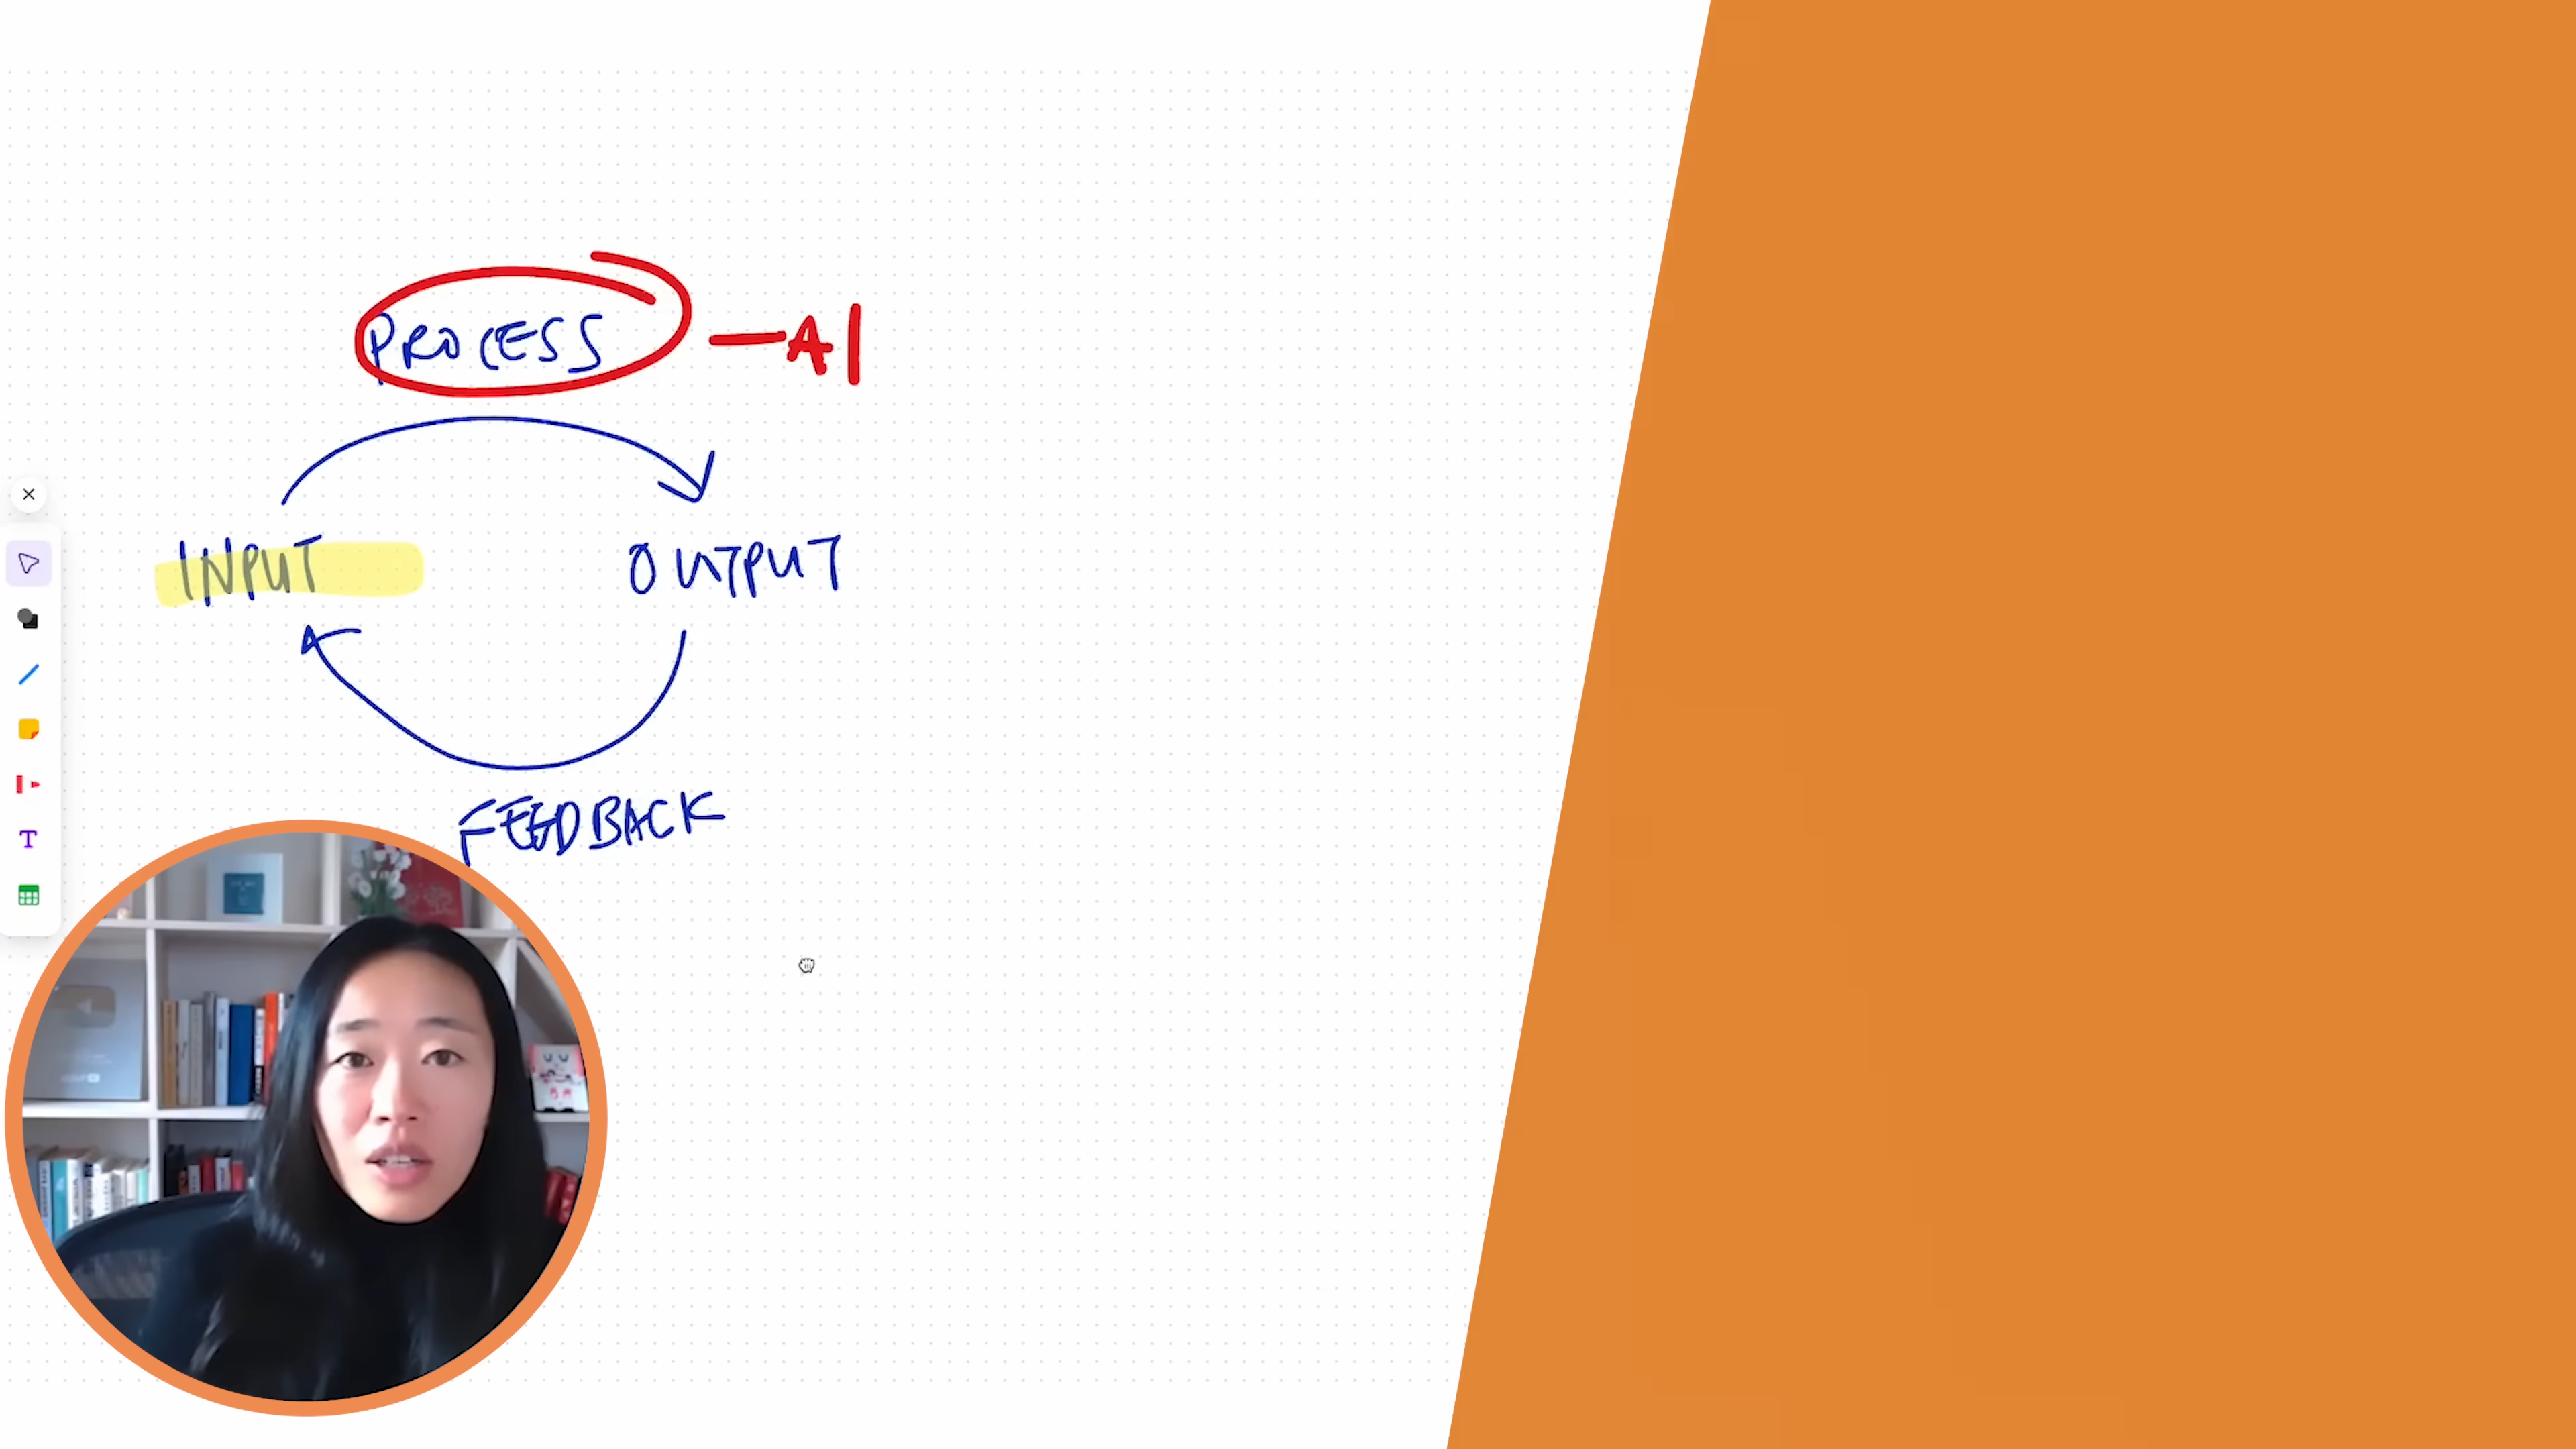 PROCESS — AI
INPUT OUTPUT
FEEDBACK
T